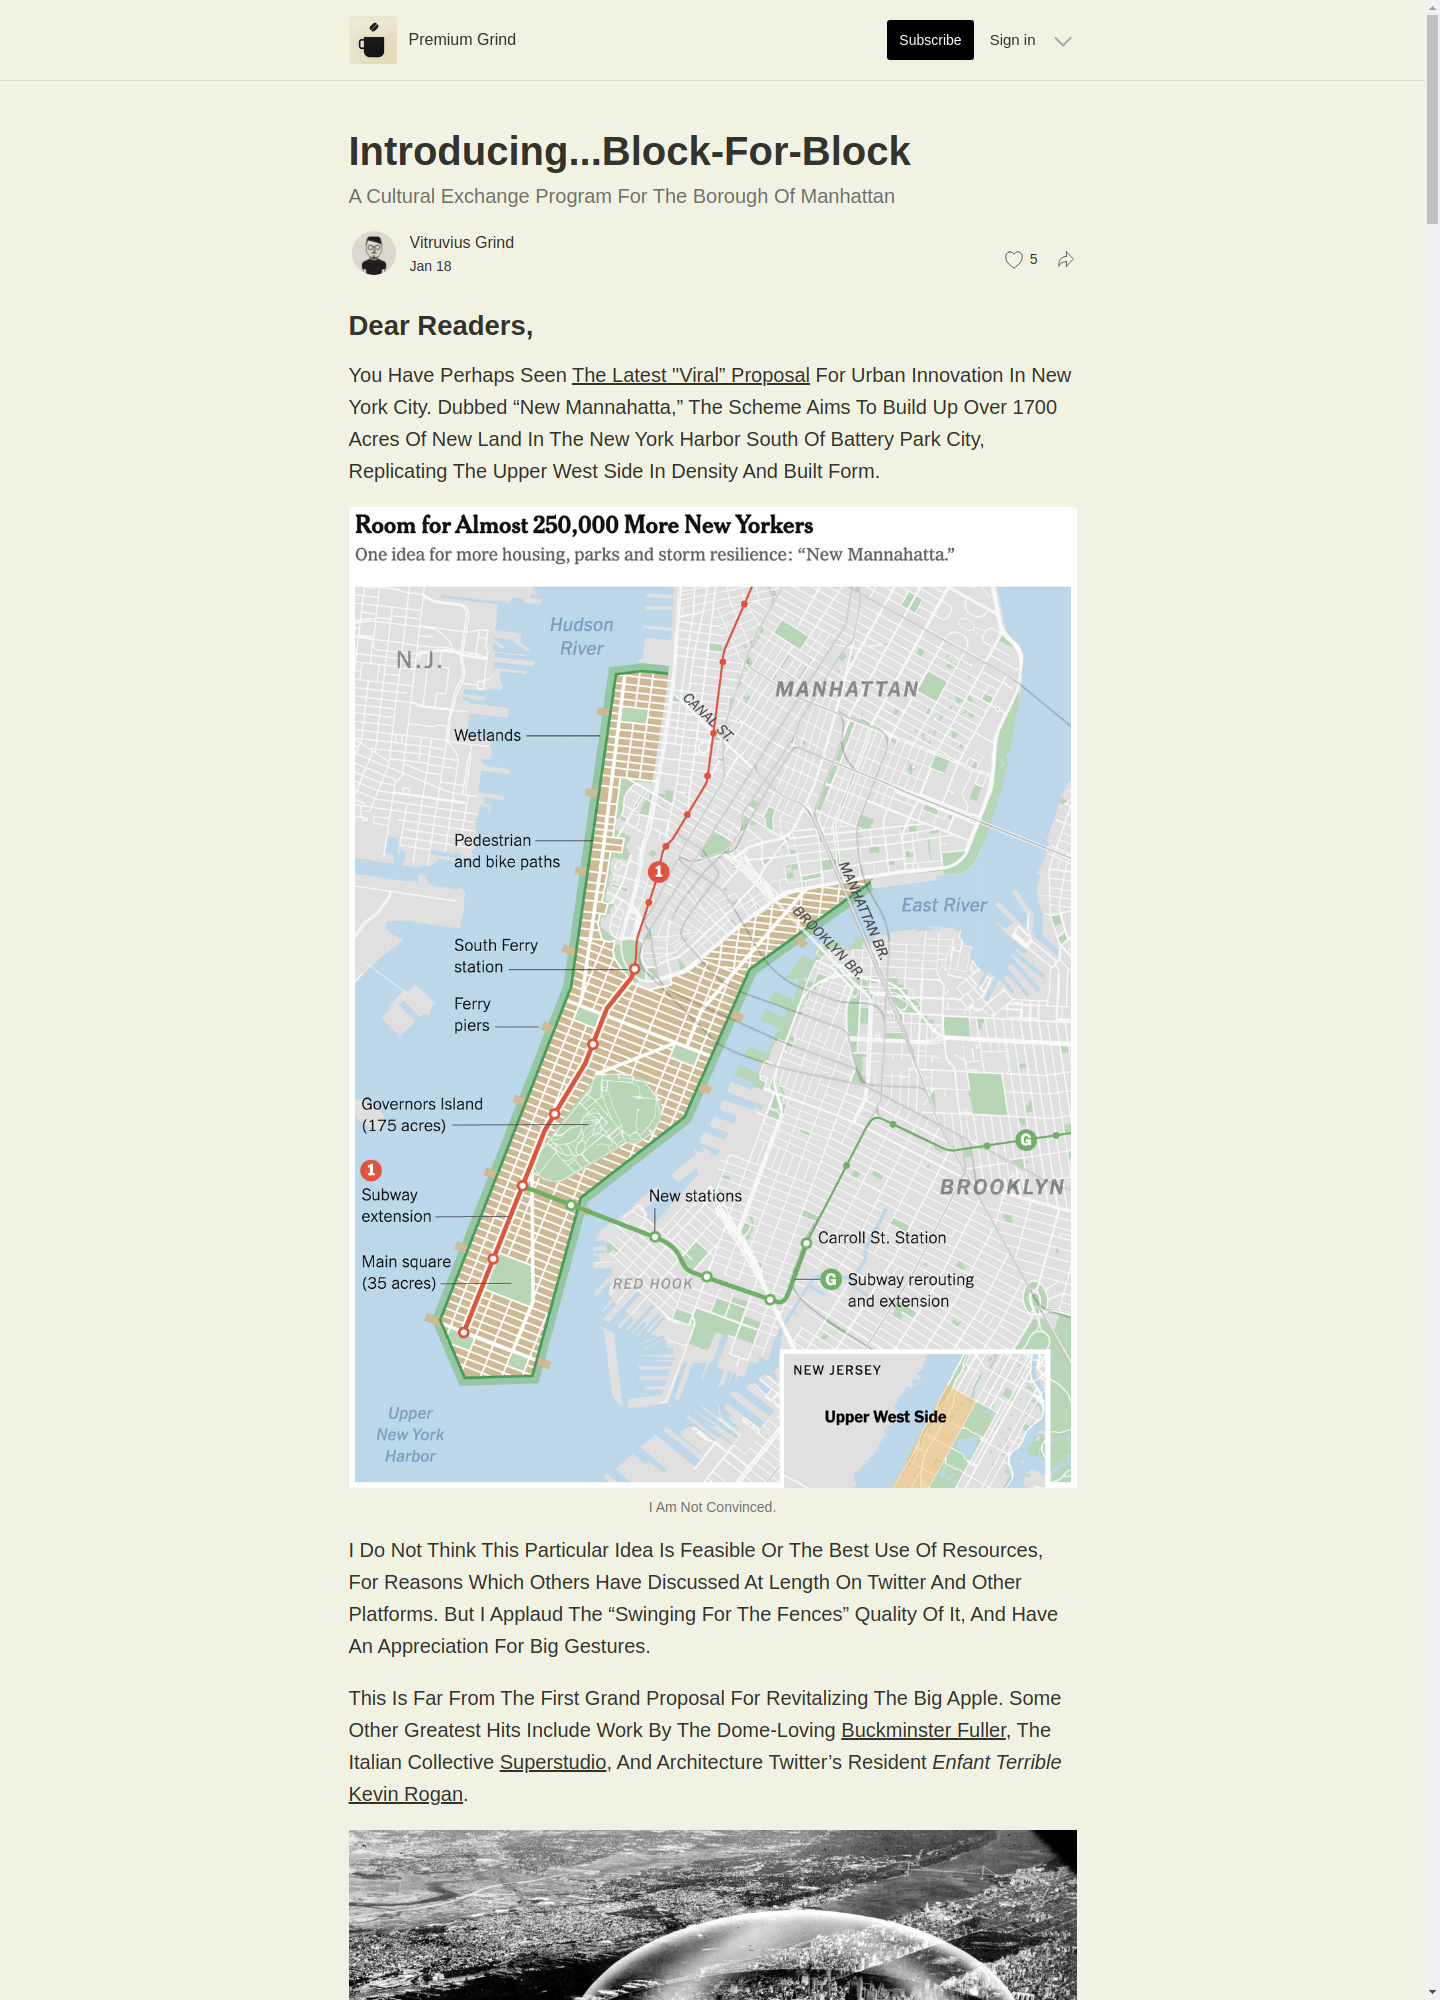 Premium Grind
Subscribe
Sign in
Introducing...Block-For-Block
A Cultural Exchange Program For The Borough Of Manhattan
Vitruvius Grind
Jan 18
5
Dear Readers,
You Have Perhaps Seen The Latest "Viral” Proposal For Urban Innovation In New
York City. Dubbed “New Mannahatta,” The Scheme Aims To Build Up Over 1700
Acres Of New Land In The New York Harbor South Of Battery Park City,
Replicating The Upper West Side In Density And Built Form.
Room for Almost 250,000 More New Yorkers
One idea for more housing, parks and storm resilience: “New Mannahatta.”
Hudson
River
N.J.
MANHATTAN
CANAL ST.
Wetlands
Pedestrian
and bike paths
1
MANHATTAN BR.
BROOKLYN BR.
East River
South Ferry
station
Ferry
piers
Governors Island
(175 acres)
G
1
Subway
extension
BROOKLYN
New stations
Carroll St. Station
Main square
(35 acres)
RED HOOK
G
Subway rerouting
and extension
NEW JERSEY
Upper West Side
Upper
New York
Harbor
I Am Not Convinced.
I Do Not Think This Particular Idea Is Feasible Or The Best Use Of Resources,
For Reasons Which Others Have Discussed At Length On Twitter And Other
Platforms. But I Applaud The “Swinging For The Fences” Quality Of It, And Have
An Appreciation For Big Gestures.
This Is Far From The First Grand Proposal For Revitalizing The Big Apple. Some
Other Greatest Hits Include Work By The Dome-Loving Buckminster Fuller, The
Italian Collective Superstudio, And Architecture Twitter’s Resident Enfant Terrible
Kevin Rogan.